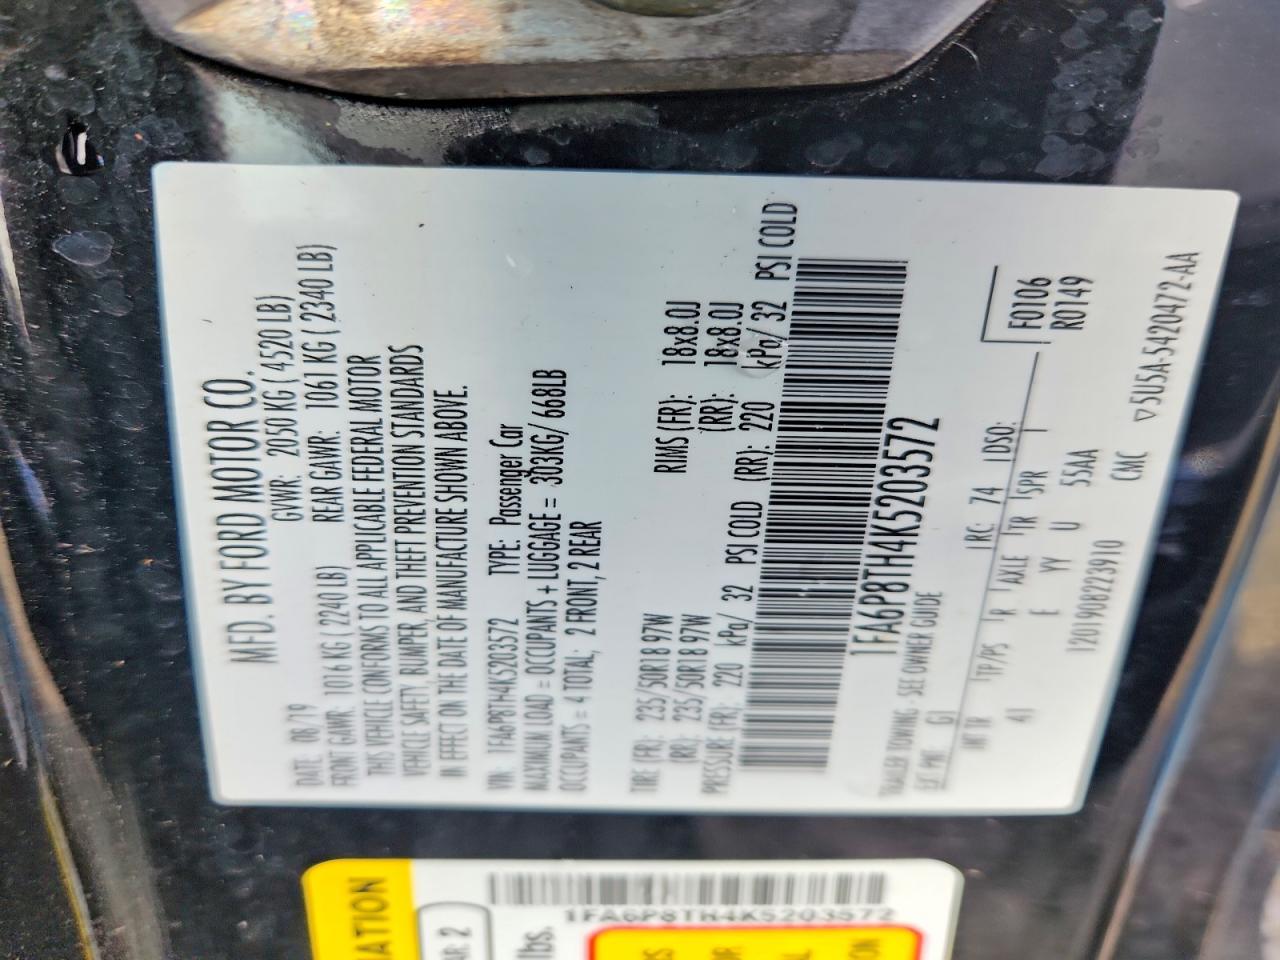 MFD. BY FORD MOTOR CO.
DATE: 08/19 GVWR: 2050 KG ( 4520 LB)
FRONT GAWR: 1016 KG ( 2240 LB) REAR GAWR: 1061 KG ( 2340 LB)
THIS VEHICLE CONFORMS TO ALL APPLICABLE FEDERAL MOTOR
VEHICLE SAFETY, BUMPER, AND THEFT PREVENTION STANDARDS
IN EFFECT ON THE DATE OF MANUFACTURE SHOWN ABOVE.
VIN: 1FA6P8TH4K5203572 TYPE: Passenger Car
MAXIMUN LOAD = OCCUPANTS + LUGGAGE = 303KG/ 668LB
OCCUPANTS = 4 TOTAL; 2 FRONT, 2 REAR
TIRE (FR): 235/50R18 97W RIMS (FR): 18x8.0J
(RR): 235/50R18 97W (RR): 18x8.0J
PRESSURE (FR): 220 kPa/ 32 PSI COLD (RR): 220 kPa/ 32 PSI COLD
1FA6P8TH4K5203572
TRAILER TOWING - SEE OWNER GUIDE
F0106
R0149
EXT PNT: G1 RC: 74 DSO:
INT TR TP/PS R AXLE TR SPR
41 E YY U 55AA
1201908223910 CMC ▽5U5A-5420472-AA
1FA6P8TH4K5203572
AR 2
lbs.